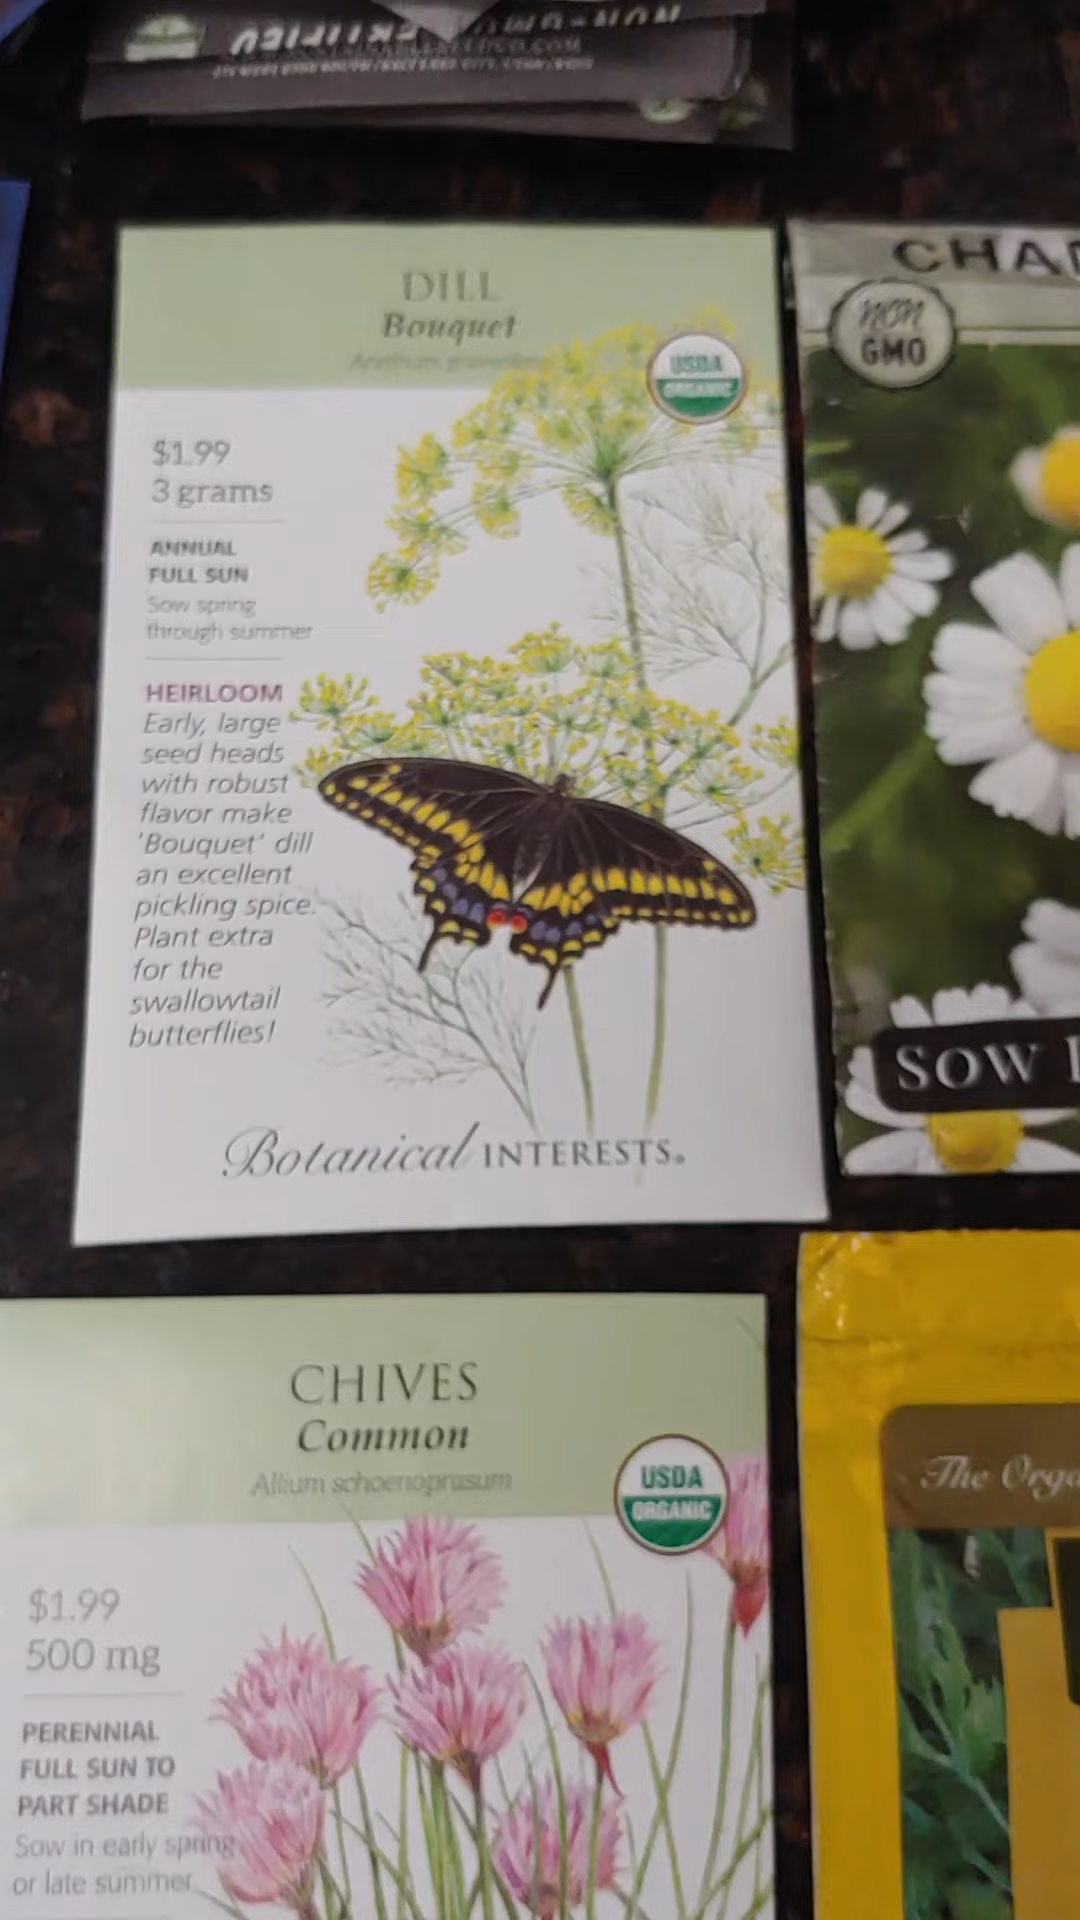 DILL
Bouquet
USDA
ORGANIC
$1.99
3 grams
ANNUAL
FULL SUN
Sow spring
through summer
HEIRLOOM
Early, large
seed heads
with robust
flavor make
'Bouquet' dill
an excellent
pickling spice.
Plant extra
for the
swallowtail
butterflies!
Botanical INTERESTS®
non
GMO
SOW
CHIVES
Common
Allium schoenoprasum
USDA
ORGANIC
$1.99
500 mg
PERENNIAL
FULL SUN TO
PART SHADE
Sow in early spring
or late summer
The